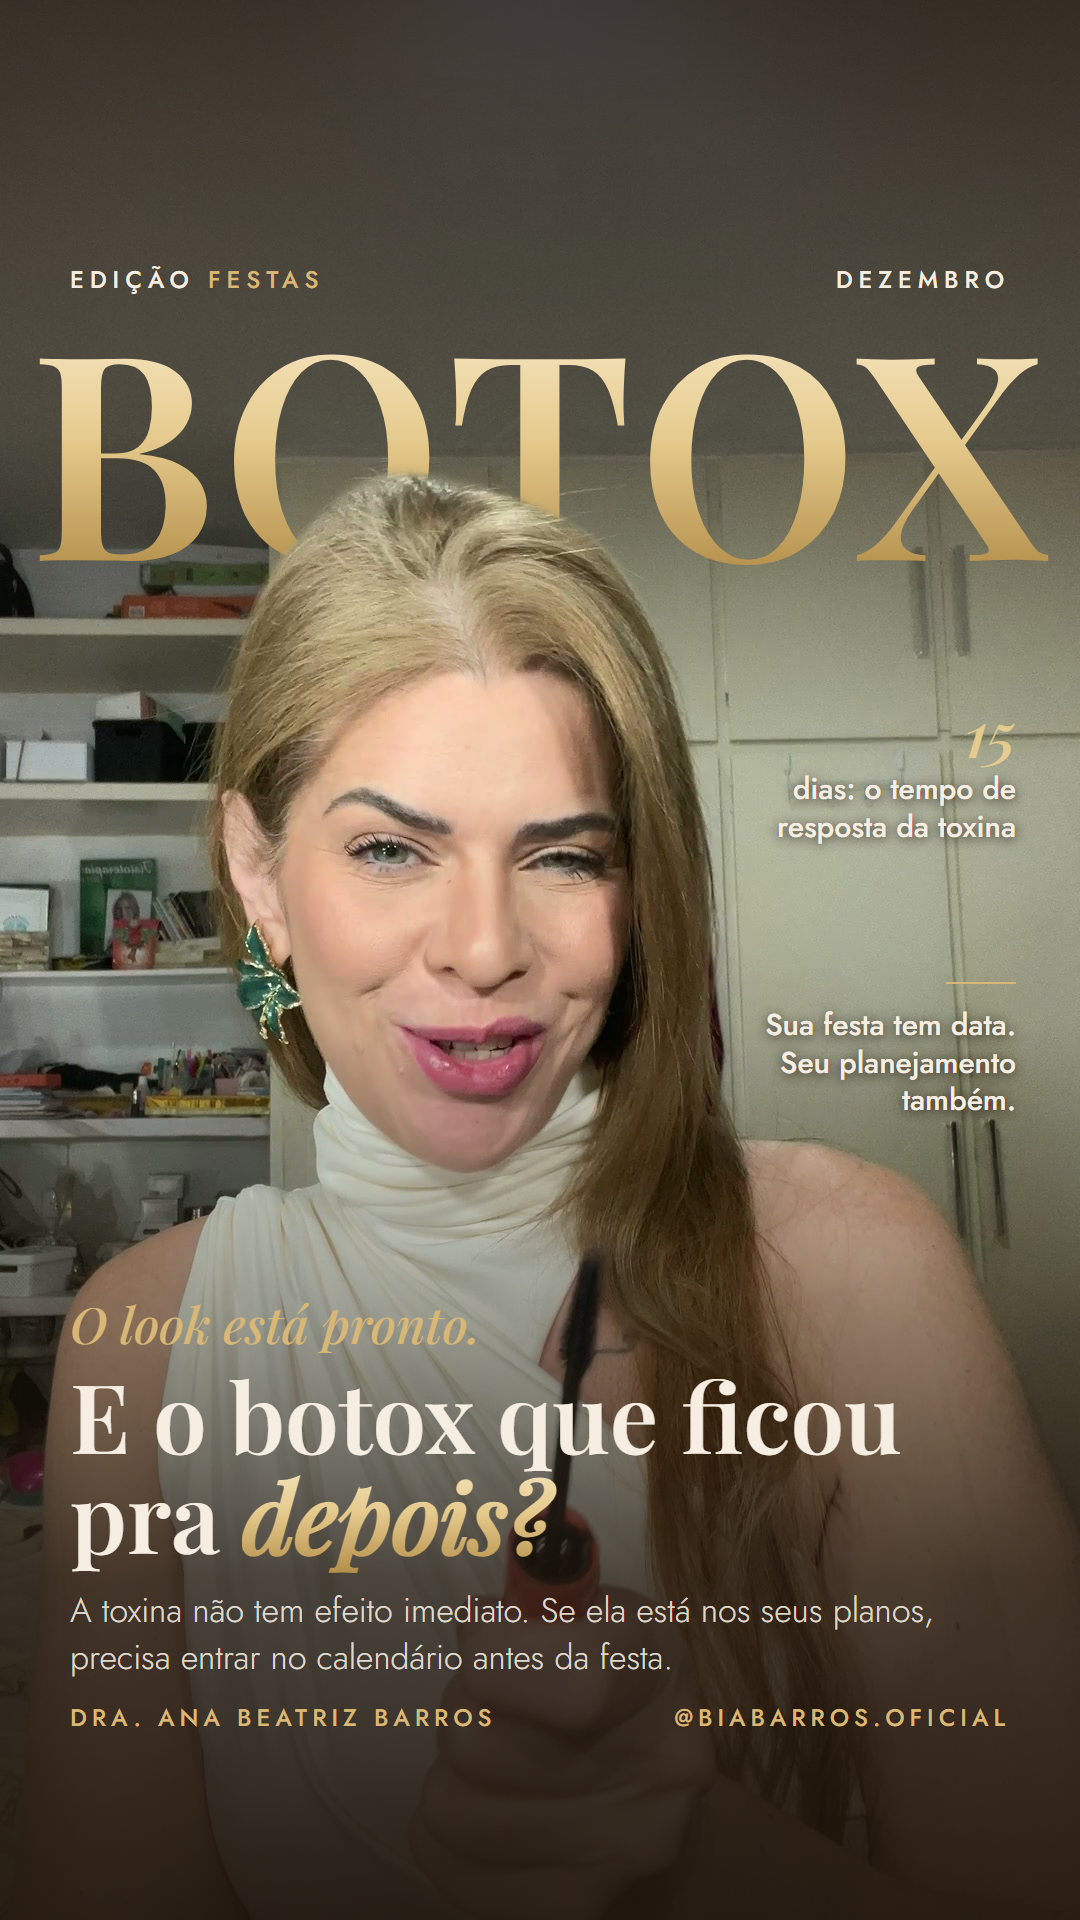 EDIÇÃO FESTAS
DEZEMBRO
BOTOX
15
dias: o tempo de
resposta da toxina
Sua festa tem data.
Seu planejamento
também.
O look está pronto.
E o botox que ficou
pra depois?
A toxina não tem efeito imediato. Se ela está nos seus planos,
precisa entrar no calendário antes da festa.
DRA. ANA BEATRIZ BARROS
@BIABARROS.OFICIAL